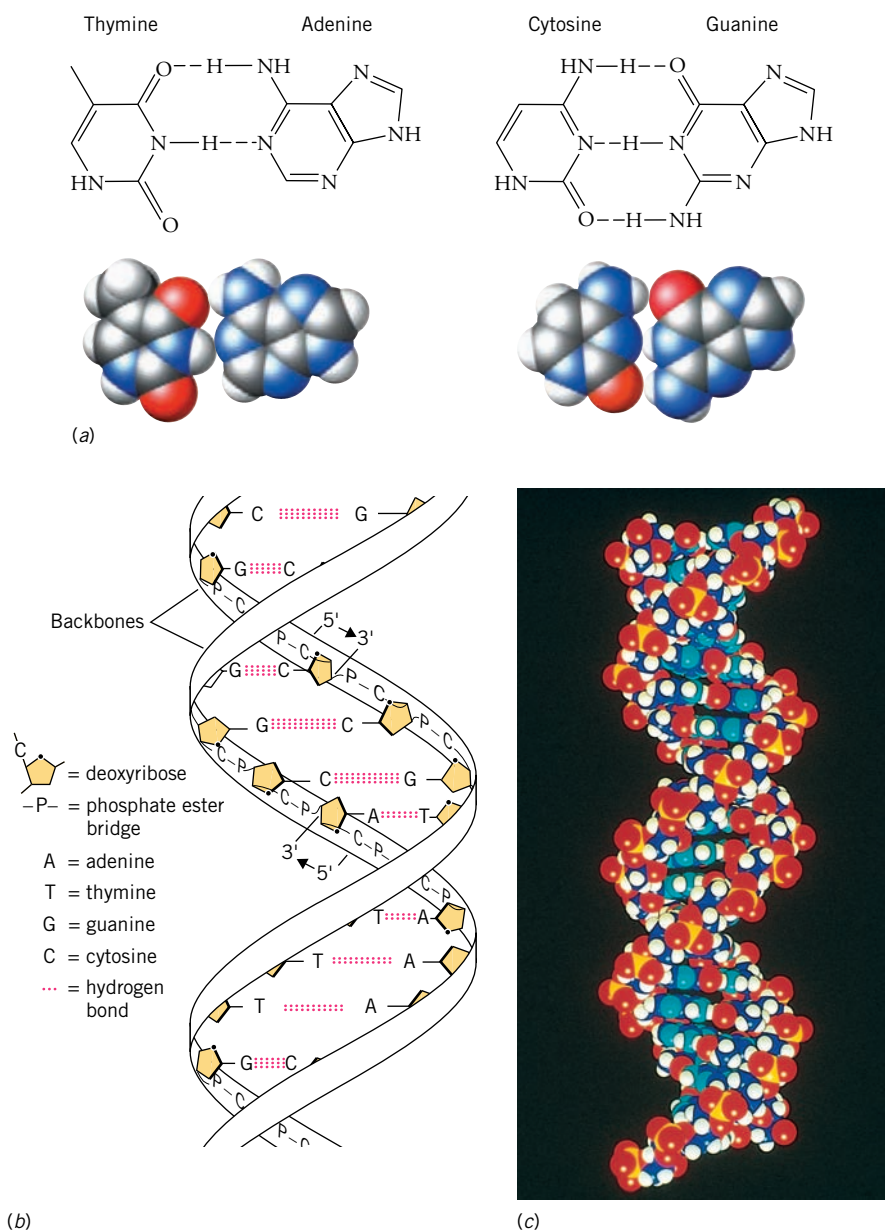 Thymine Adenine Cytosine Guanine
O H NH N HN H O N
N H N NH N H N NH
HN N HN N
O O H NH
(a)
C G
G C
P C
Backbones
5'
3'
P C
G C P C P C
G C
C
= deoxyribose
C P C G
C P A T
–P– = phosphate ester
bridge
C P
A = adenine
3' 5'
T = thymine
C P
G = guanine
T A
C = cytosine
T A
= hydrogen
bond
T A
G C
P C
P C
(b) (c)